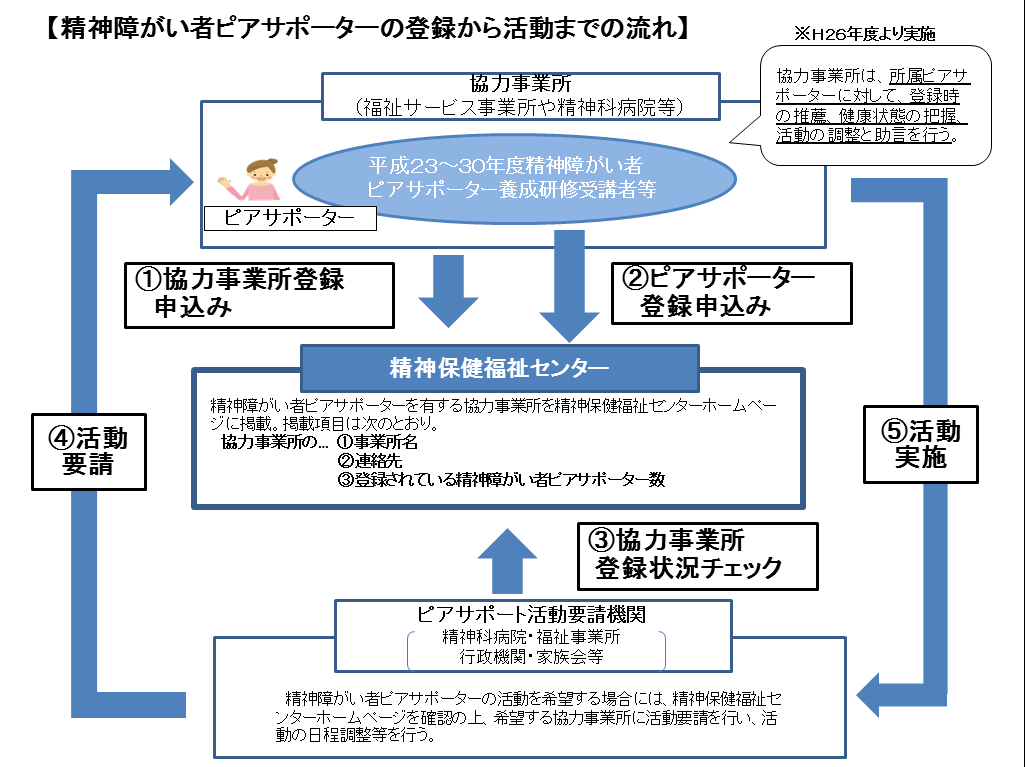 【精神障がい者ピアサポーターの登録から活動までの流れ】
※H26年度より実施
協力事業所
（福祉サービス事業所や精神科病院等）
協力事業所は、所属ピアサ
ポーターに対して、登録時
の推薦、健康状態の把握、
活動の調整と助言を行う。
平成２３～３０年度精神障がい者
ピアサポーター養成研修受講者等
ピアサポーター
①協力事業所登録
申込み
②ピアサポーター
登録申込み
精神保健福祉センター
精神障がい者ピアサポーターを有する協力事業所を精神保健福祉センターホームペー
ジに掲載。掲載項目は次のとおり。
協力事業所の… ①事業所名
②連絡先
③登録されている精神障がい者ピアサポーター数
④活動
要請
⑤活動
実施
③協力事業所
登録状況チェック
ピアサポート活動要請機関
精神科病院・福祉事業所
行政機関・家族会等
精神障がい者ピアサポーターの活動を希望する場合には、精神保健福祉セ
ンターホームページを確認の上、希望する協力事業所に活動要請を行い、活
動の日程調整等を行う。